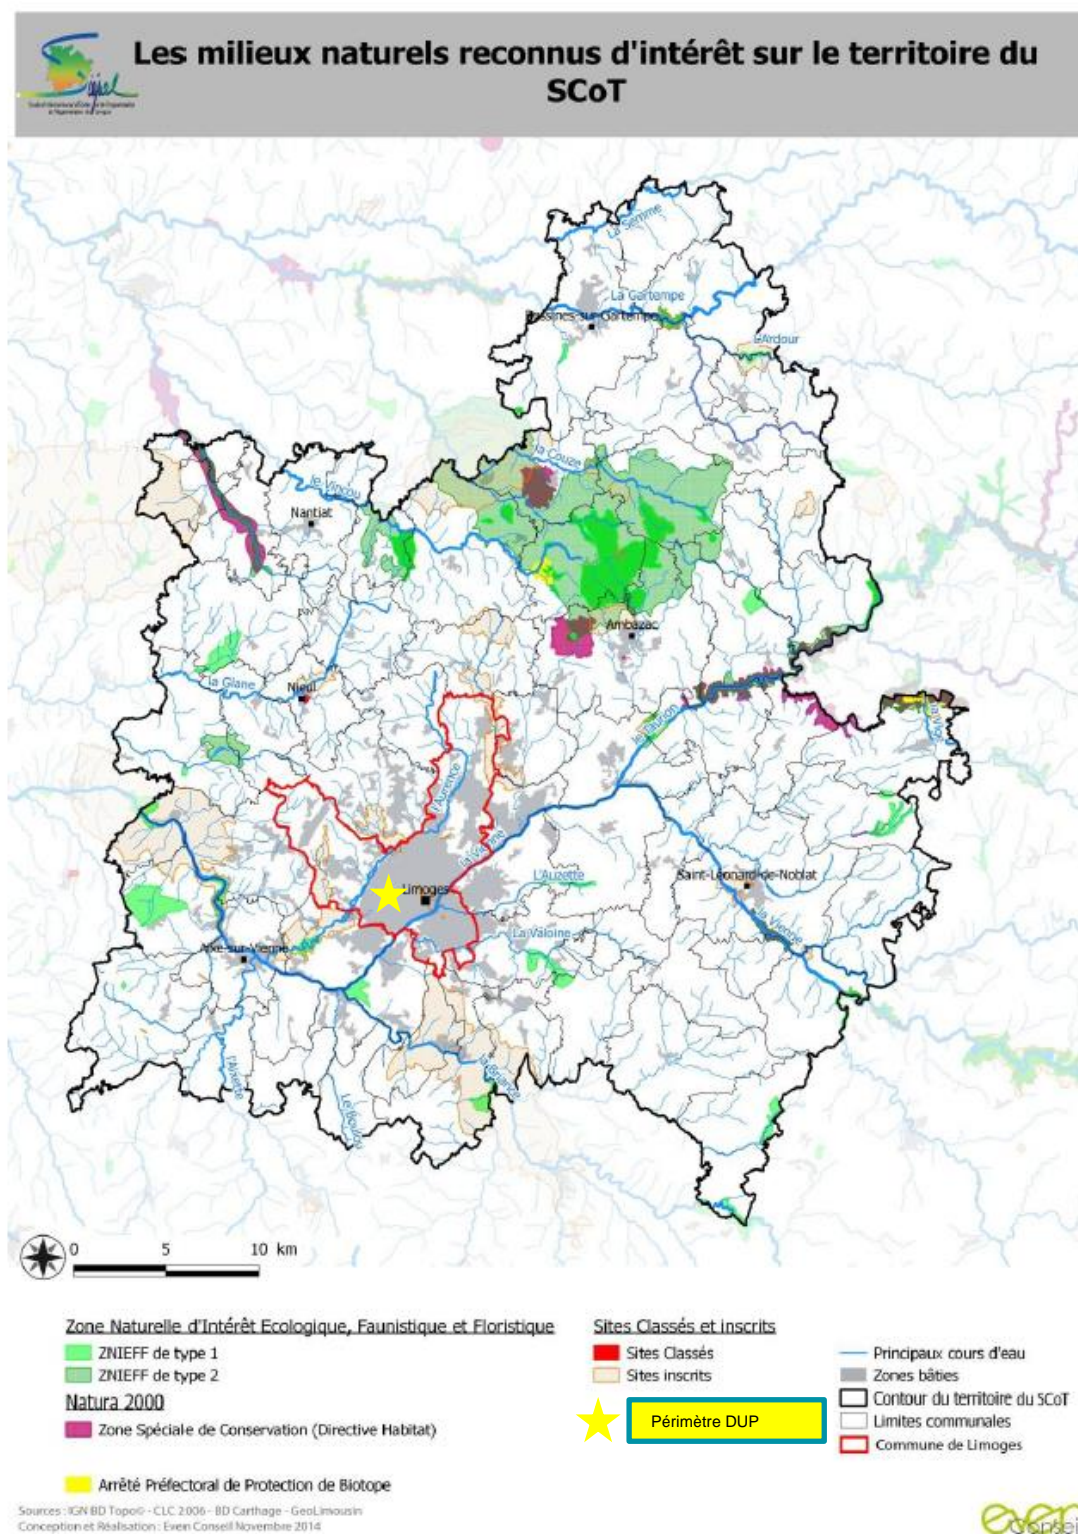 Les milieux naturels reconnus d'intérêt sur le territoire du
SCoT
La Semme
La Gartempe
Bessines-sur-Gartempe
L'Ardour
la Couze
le Vincou
Nantiat
Ambazac
la Glane
Nieul
le Taurion
l'Aurence
la Vienne
Limoges
L'Auzette
Saint-Léonard-de-Noblat
La Valoine
la Vienne
Aixe-sur-Vienne
l'Aixette
Le Boulou
la Briance
0 5 10 km
Zone Naturelle d'Intérêt Ecologique, Faunistique et Floristique
ZNIEFF de type 1
ZNIEFF de type 2
Natura 2000
Zone Spéciale de Conservation (Directive Habitat)
Arrêté Préfectoral de Protection de Biotope
Sites Classés et inscrits
Sites Classés
Sites inscrits
Périmètre DUP
Principaux cours d'eau
Zones bâties
Contour du territoire du SCoT
Limites communales
Commune de Limoges
Sources : IGN BD Topo© - CLC 2006 - BD Carthage - GeoLimousin
Conception et Réalisation : Even Conseil Novembre 2014
even
Conseil